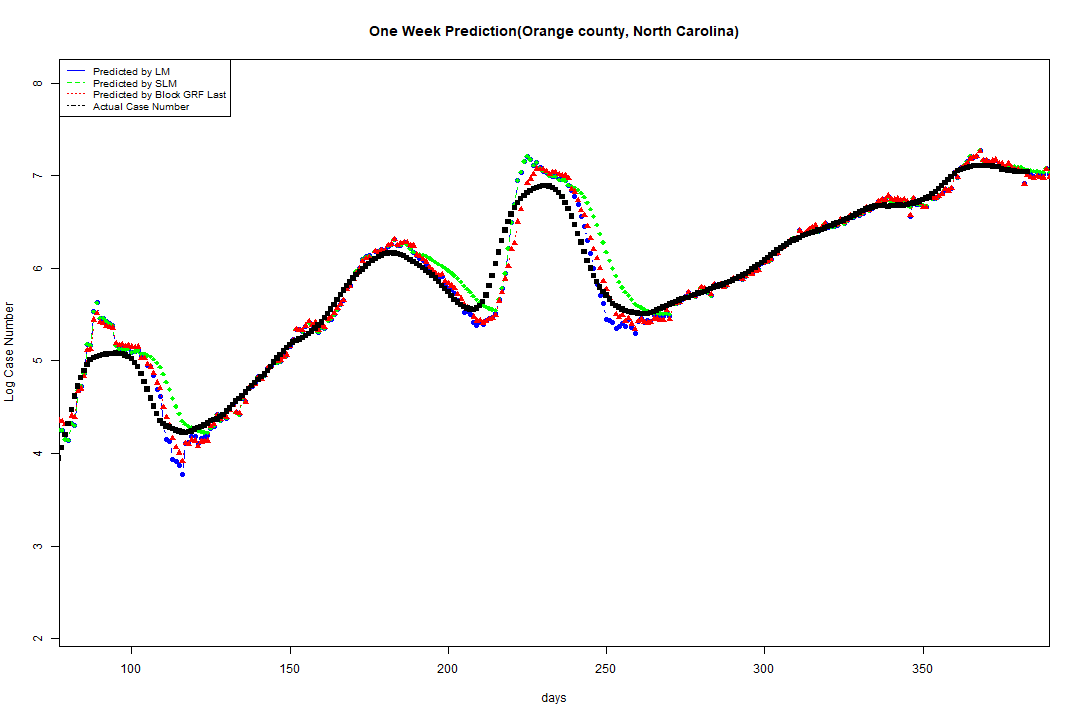 One Week Prediction(Orange county, North Carolina)
Predicted by LM
Predicted by SLM
Predicted by Block GRF Last
Actual Case Number
8
7
6
5
4
3
2
Log Case Number
100 150 200 250 300 350
days